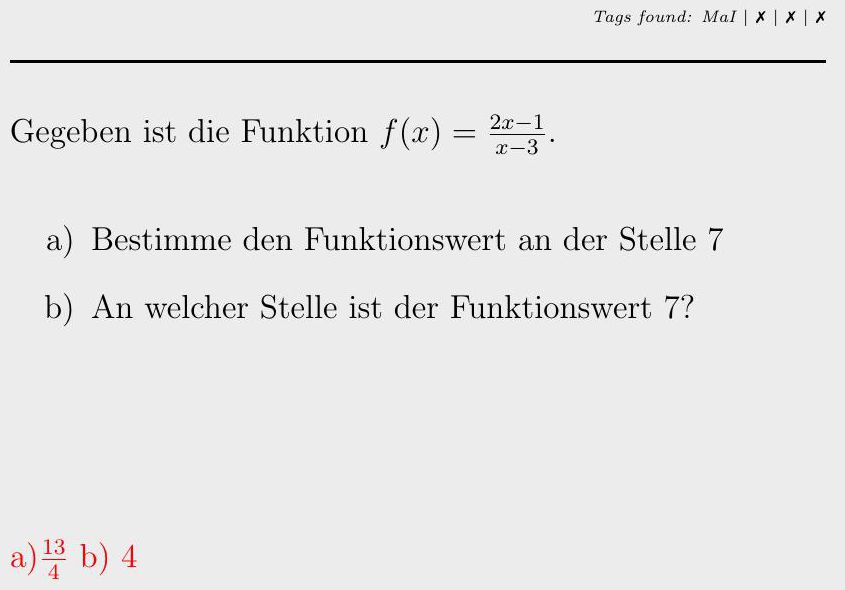 Tags found: MaI | ✗ | ✗ | ✗
Gegeben ist die Funktion f(x) = \frac{2x-1}{x-3}.
a) Bestimme den Funktionswert an der Stelle 7
b) An welcher Stelle ist der Funktionswert 7?
a)\frac{13}{4} b) 4